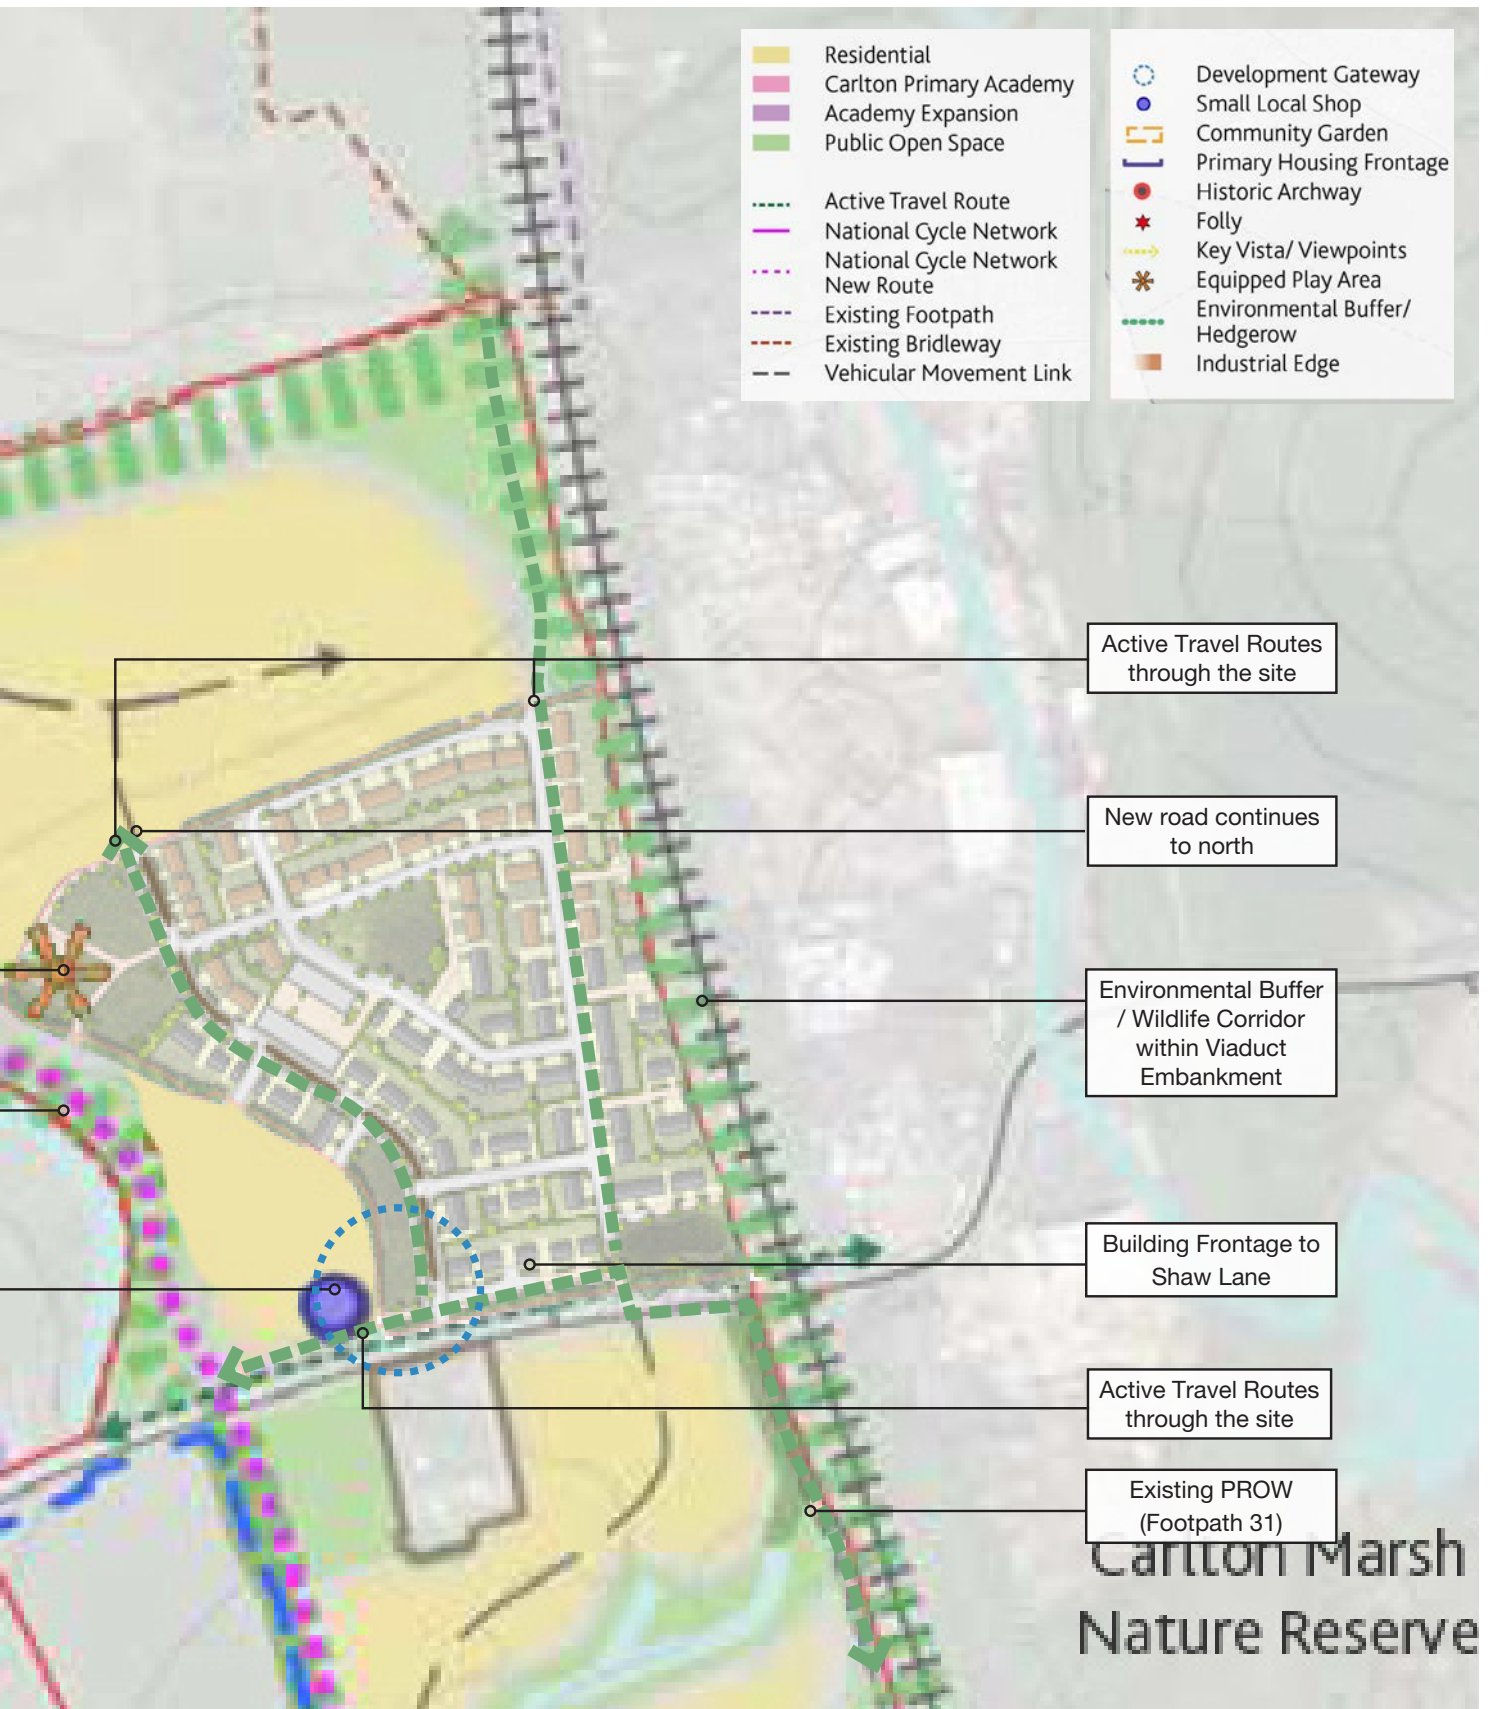 Residential
Carlton Primary Academy
Academy Expansion
Public Open Space
Active Travel Route
National Cycle Network
National Cycle Network
New Route
Existing Footpath
Existing Bridleway
Vehicular Movement Link
Development Gateway
Small Local Shop
Community Garden
Primary Housing Frontage
Historic Archway
Folly
Key Vista/ Viewpoints
Equipped Play Area
Environmental Buffer/
Hedgerow
Industrial Edge
Active Travel Routes
through the site
New road continues
to north
Environmental Buffer
/ Wildlife Corridor
within Viaduct
Embankment
Building Frontage to
Shaw Lane
Active Travel Routes
through the site
Existing PROW
(Footpath 31)
Carlton Marsh
Nature Reserve